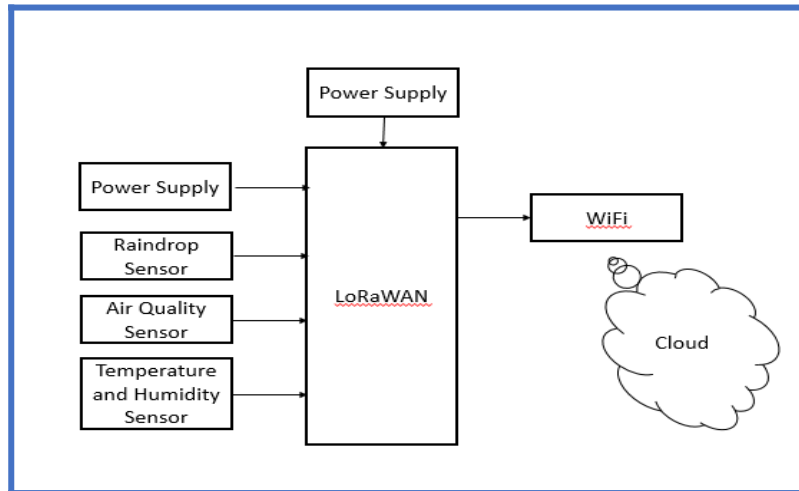 Power Supply
Power Supply
Raindrop
Sensor
Air Quality
Sensor
Temperature
and Humidity
Sensor
LoRaWAN
WiFi
Cloud